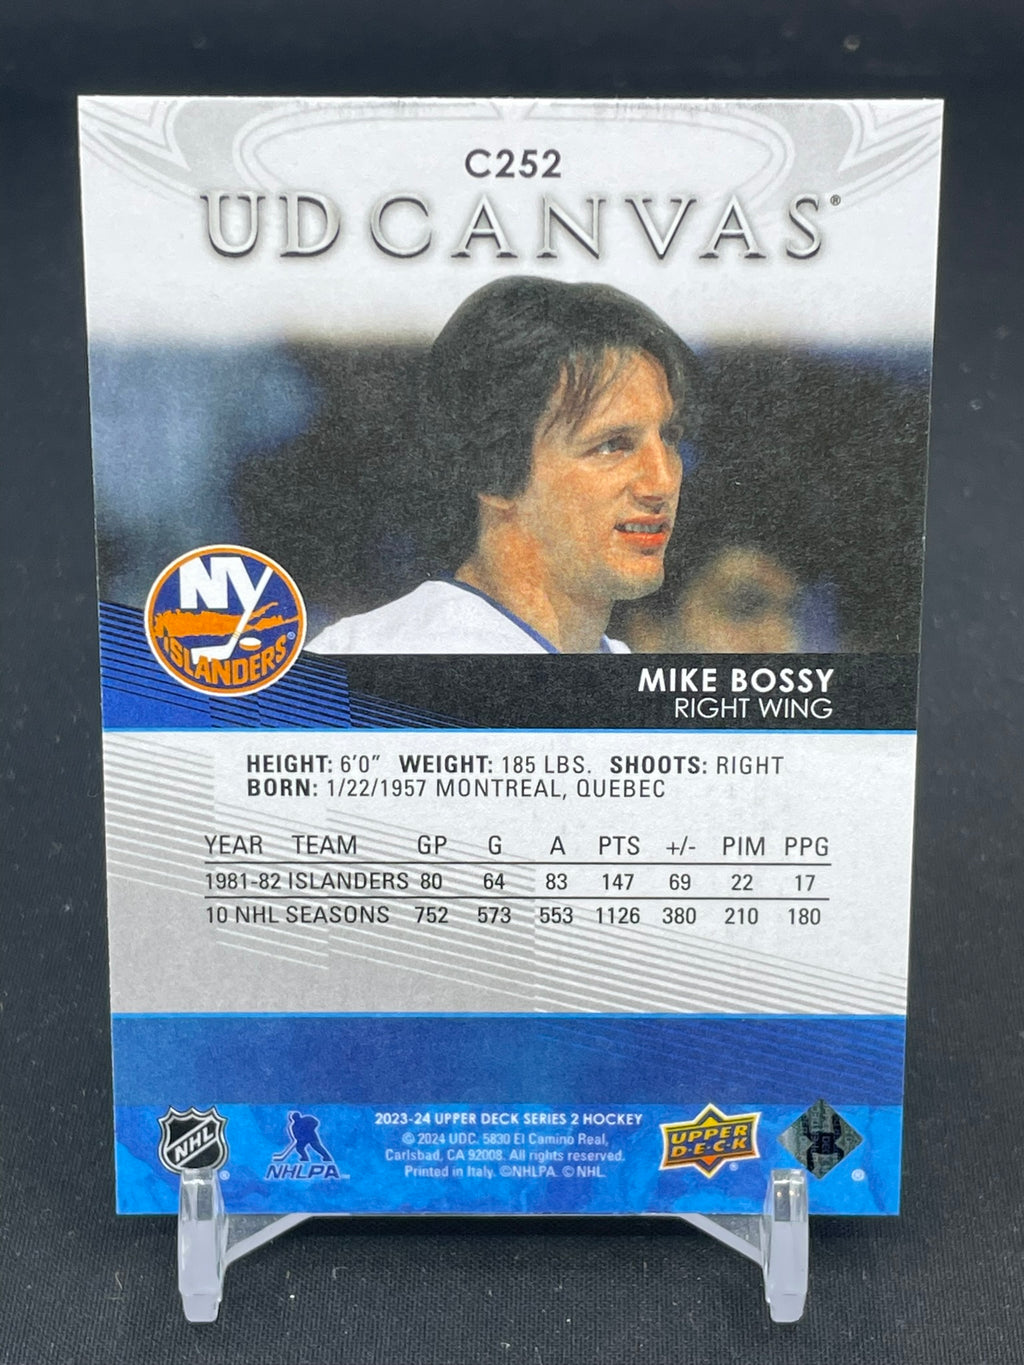 C252
UD CANVAS®
NY
ISLANDERS®
MIKE BOSSY
RIGHT WING
HEIGHT: 6'0" WEIGHT: 185 LBS. SHOOTS: RIGHT
BORN: 1/22/1957 MONTREAL, QUEBEC
YEAR TEAM GP G A PTS +/- PIM PPG
1981-82 ISLANDERS 80 64 83 147 69 22 17
10 NHL SEASONS 752 573 553 1126 380 210 180
2023-24 UPPER DECK SERIES 2 HOCKEY
© 2024 UDC. 5830 El Camino Real,
Carlsbad, CA 92008. All rights reserved.
Printed in Italy. ©NHLPA. ©NHL.
NHL®
NHLPA
UPPER
D·E·C·K®
®